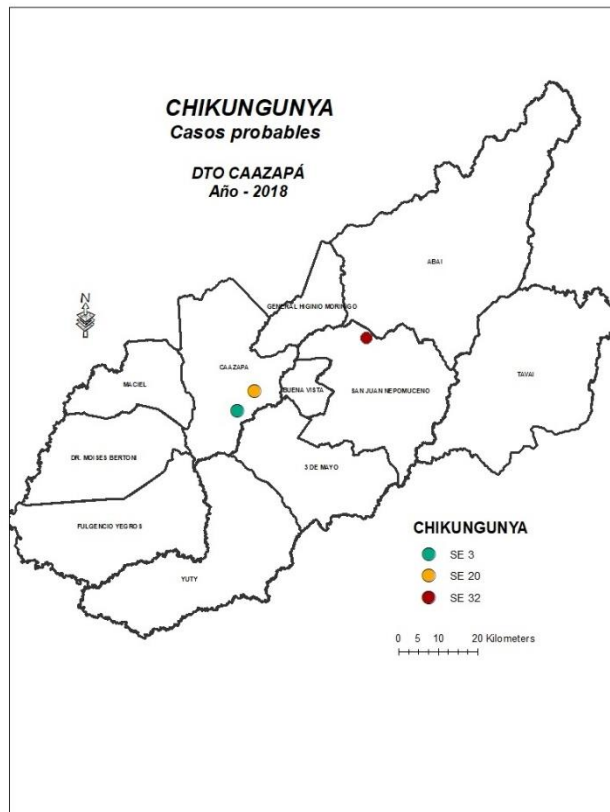 CHIKUNGUNYA
Casos probables
DTO CAAZAPÁ
Año - 2018
N
ABAI
GENERAL HIGINIO MORINIGO
CAAZAPA
TAVAI
MACIEL
BUENA VISTA
SAN JUAN NEPOMUCENO
DR. MOISES BERTONI
3 DE MAYO
FULGENCIO YEGROS
YUTY
CHIKUNGUNYA
SE 3
SE 20
SE 32
0 5 10 20 Kilometers